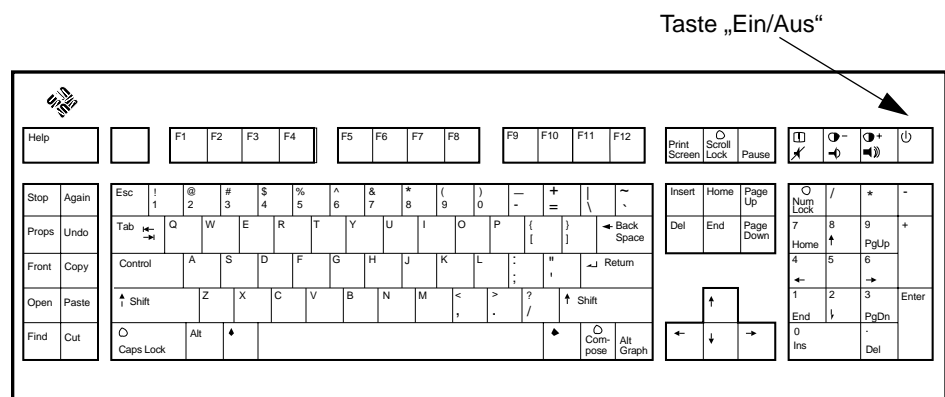 Taste „Ein/Aus“
SUN
Help
F1 F2 F3 F4 F5 F6 F7 F8 F9 F10 F11 F12
Print Screen
Scroll Lock
Pause
Stop Again
Esc ! 1 @ 2 # 3 $ 4 % 5 ^ 6 & 7 * 8 ( 9 ) 0 — - + = | \ ~ `
Insert Home Page Up
Num Lock / * -
Props Undo
Tab Q W E R T Y U I O P { [ } ] Back Space
Del End Page Down
7 Home 8 9 PgUp +
Front Copy
Control A S D F G H J K L : ; " ' Return
4 5 6
Open Paste
Shift Z X C V B N M < , > . ? / Shift
1 End 2 3 PgDn Enter
Find Cut
Caps Lock Alt Compose Alt Graph
0 Ins . Del